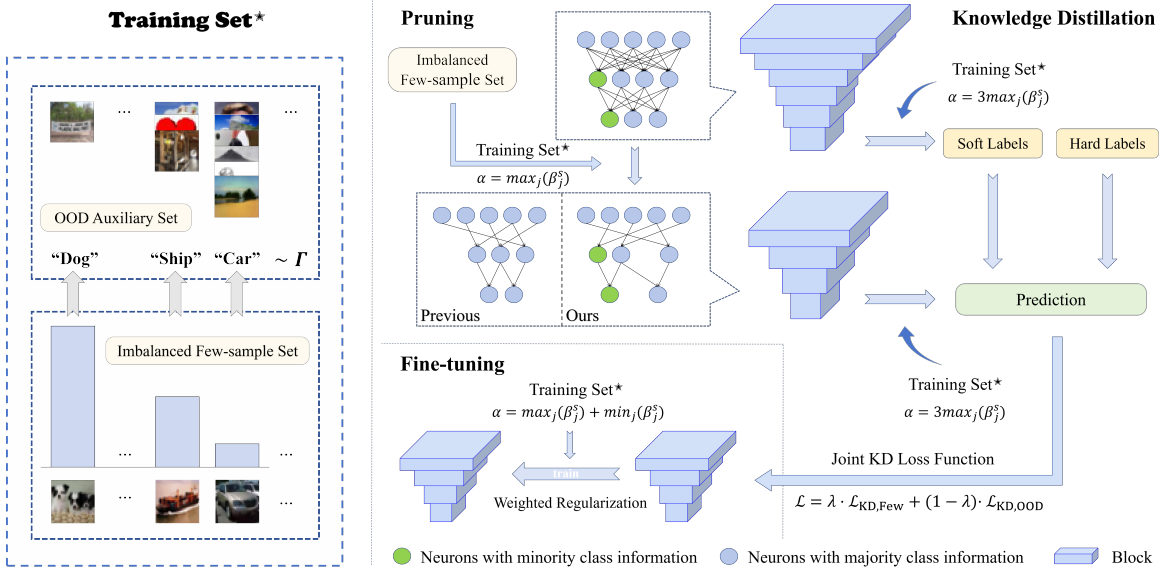 Training Set★
...
...
OOD Auxiliary Set
“Dog”
“Ship”
“Car”
~ Γ
Imbalanced Few-sample Set
...
...
...
...
Pruning
Imbalanced
Few-sample Set
Training Set★
α = max_j(β_j^s)
Previous
Ours
Knowledge Distillation
Training Set★
α = 3max_j(β_j^s)
Soft Labels
Hard Labels
Prediction
Training Set★
α = 3max_j(β_j^s)
Joint KD Loss Function
ℒ = λ · ℒ_KD,Few + (1 − λ) · ℒ_KD,OOD
Fine-tuning
Training Set★
α = max_j(β_j^s) + min_j(β_j^s)
train
Weighted Regularization
Neurons with minority class information
Neurons with majority class information
Block